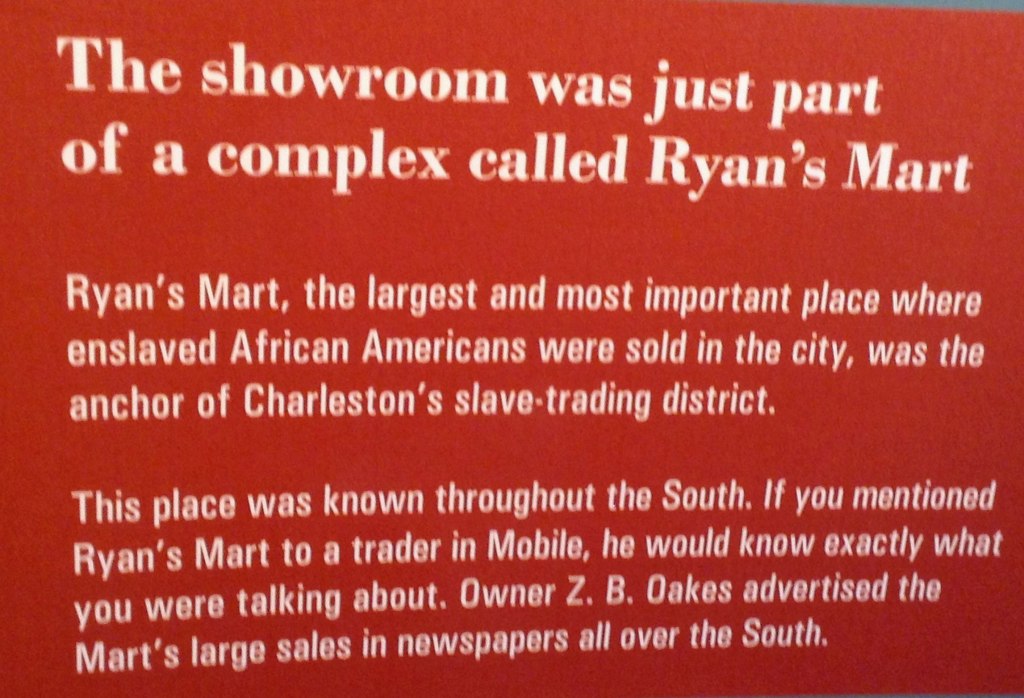 The showroom was just part
of a complex called Ryan's Mart
Ryan's Mart, the largest and most important place where
enslaved African Americans were sold in the city, was the
anchor of Charleston's slave-trading district.
This place was known throughout the South. If you mentioned
Ryan's Mart to a trader in Mobile, he would know exactly what
you were talking about. Owner Z. B. Oakes advertised the
Mart's large sales in newspapers all over the South.